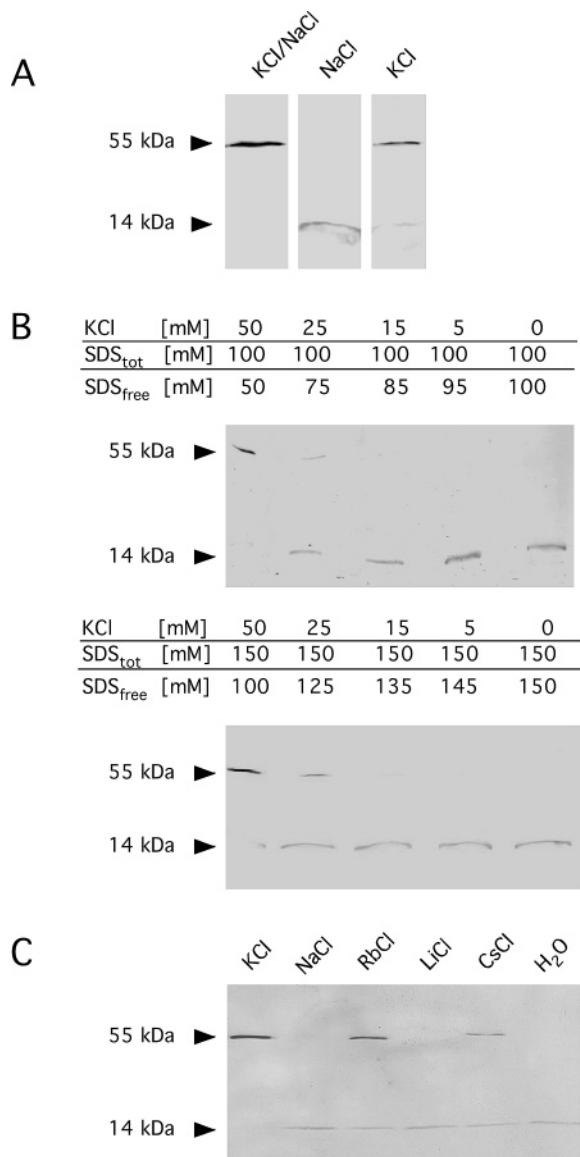 A
KCl/NaCl NaCl KCl
55 kDa
14 kDa
B
KCl [mM] 50 25 15 5 0
SDStot [mM] 100 100 100 100 100
SDSfree [mM] 50 75 85 95 100
55 kDa
14 kDa
KCl [mM] 50 25 15 5 0
SDStot [mM] 150 150 150 150 150
SDSfree [mM] 100 125 135 145 150
55 kDa
14 kDa
C
KCl NaCl RbCl LiCl CsCl H2O
55 kDa
14 kDa